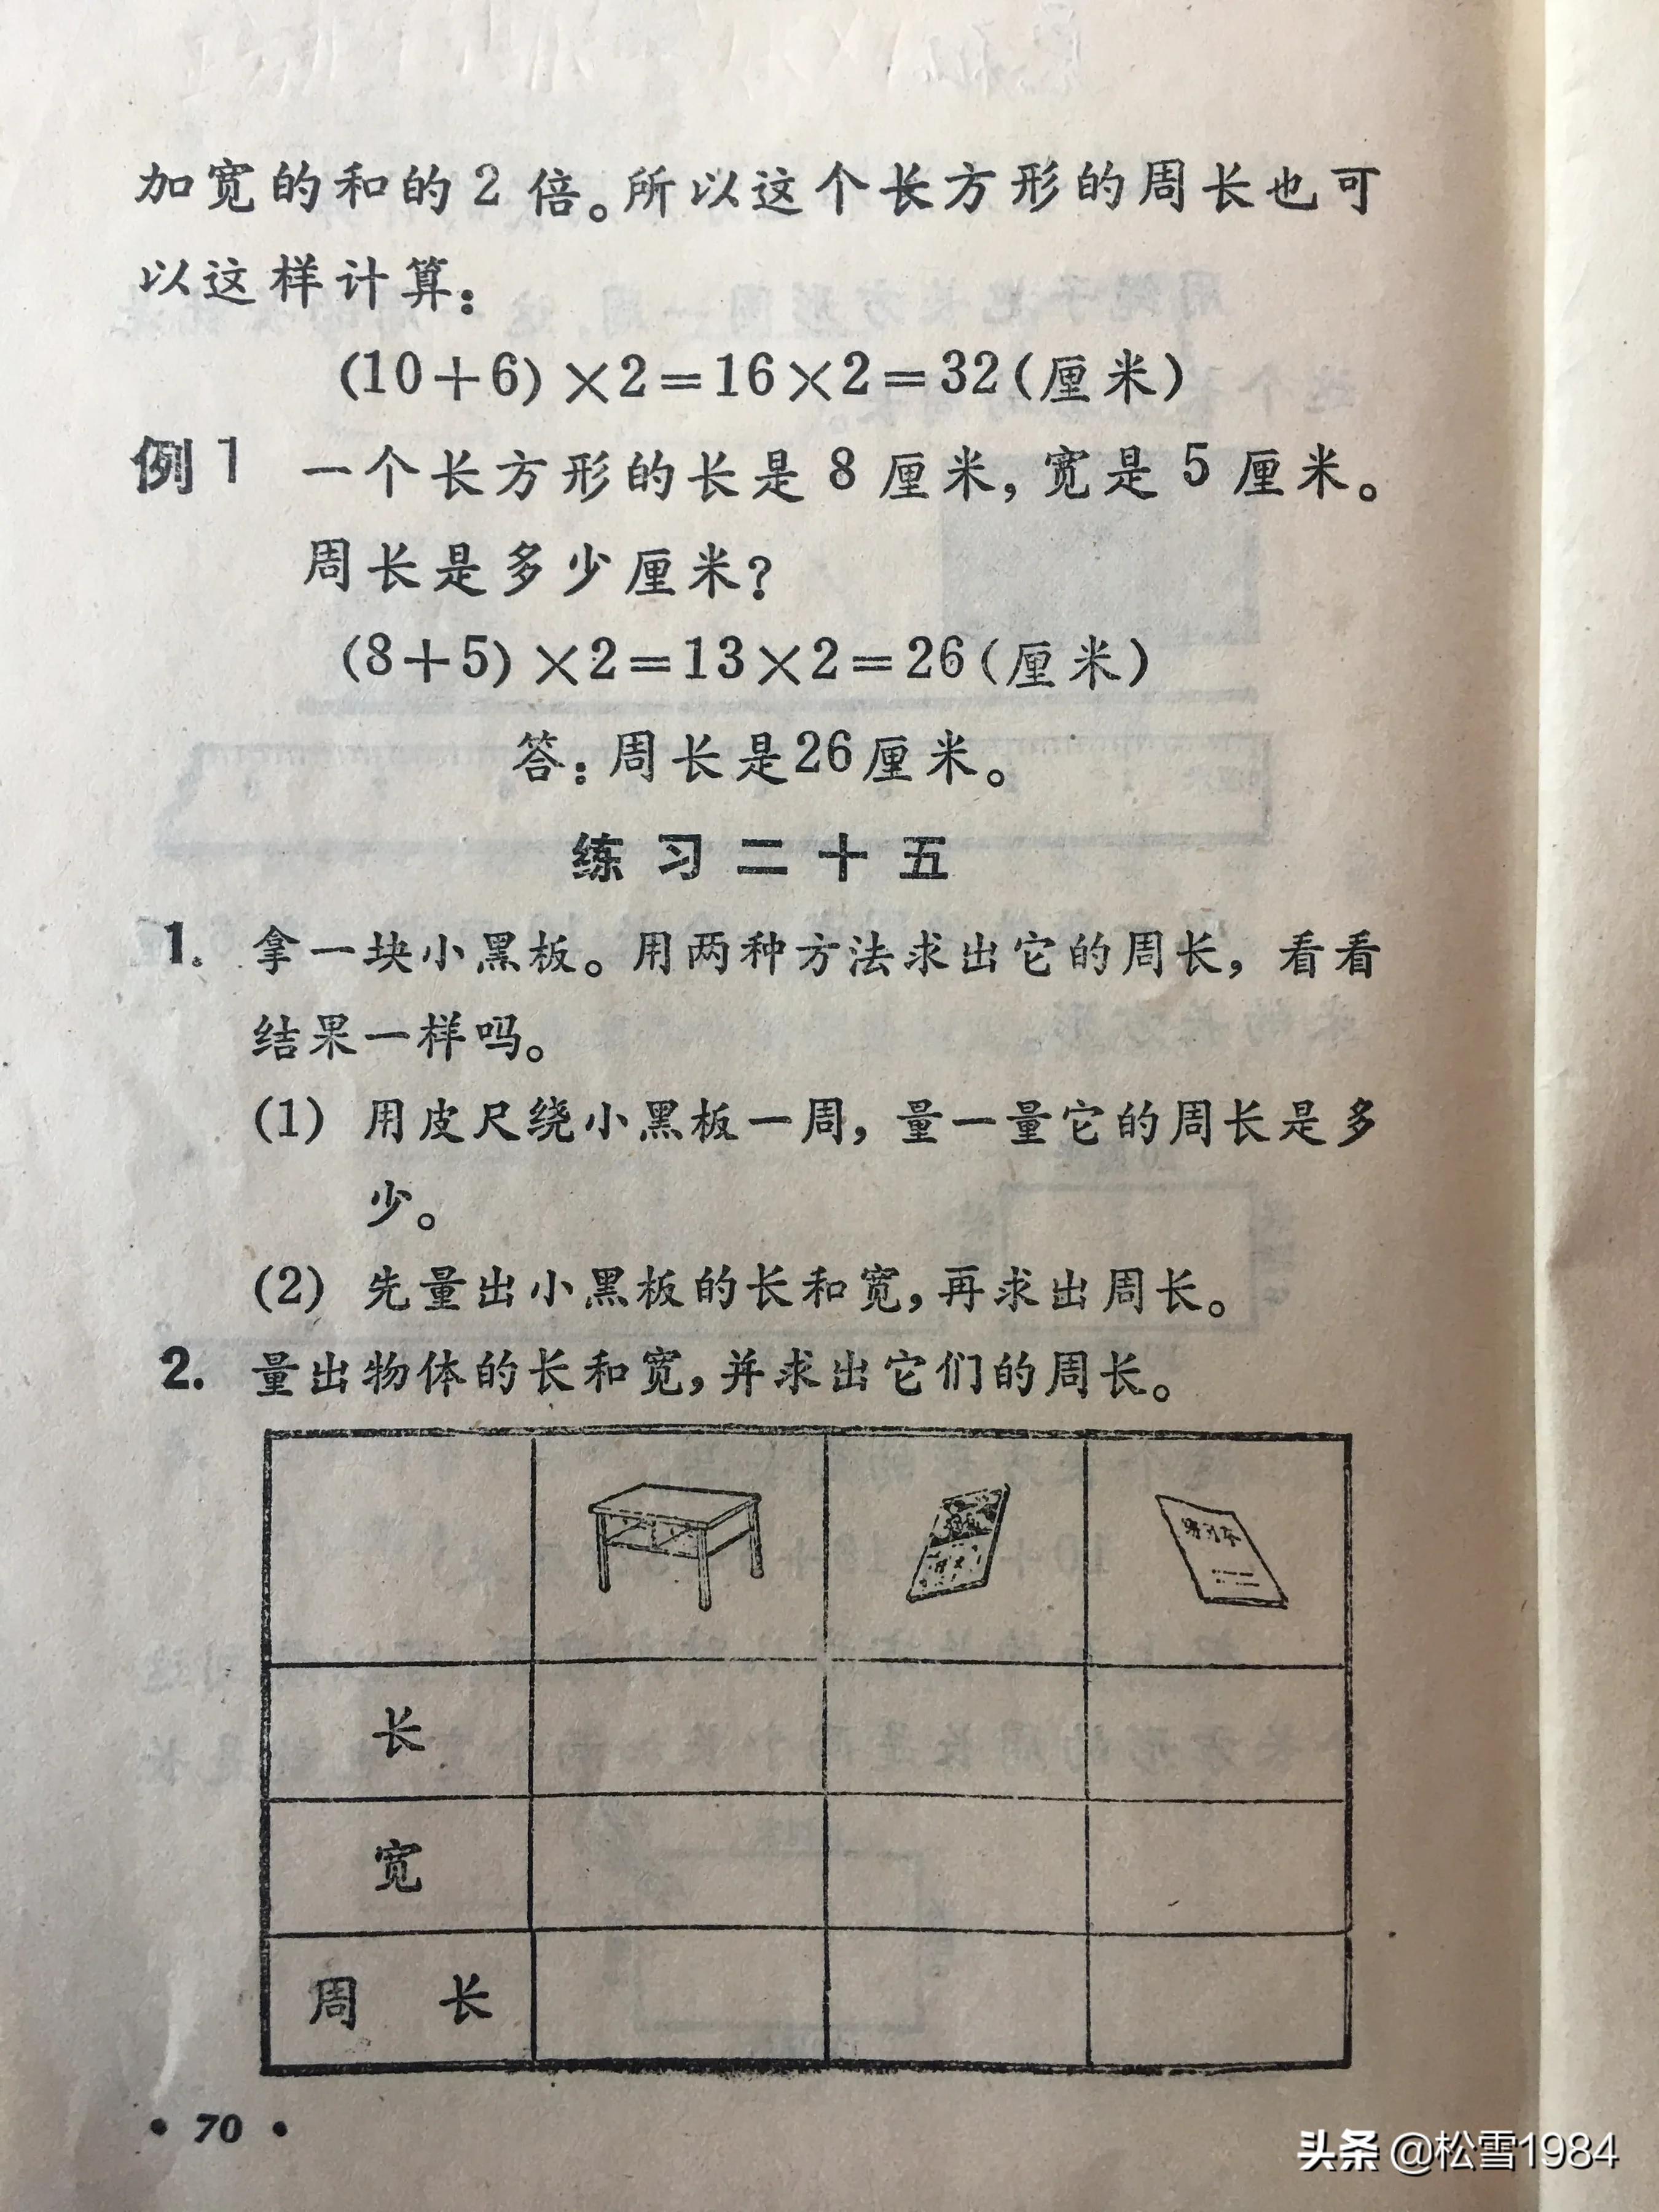 加宽的和的2倍。所以这个长方形的周长也可
以这样计算：
(10＋6)×2＝16×2＝32(厘米)
例1 一个长方形的长是8厘米，宽是5厘米。
周长是多少厘米？
(8＋5)×2＝13×2＝26(厘米)
答：周长是26厘米。
练习二十五
1. 拿一块小黑板。用两种方法求出它的周长，看看
结果一样吗。
(1) 用皮尺绕小黑板一周，量一量它的周长是多
少。
(2) 先量出小黑板的长和宽，再求出周长。
2. 量出物体的长和宽，并求出它们的周长。
练习本
长
宽
周 长
• 70 •
头条 @松雪1984